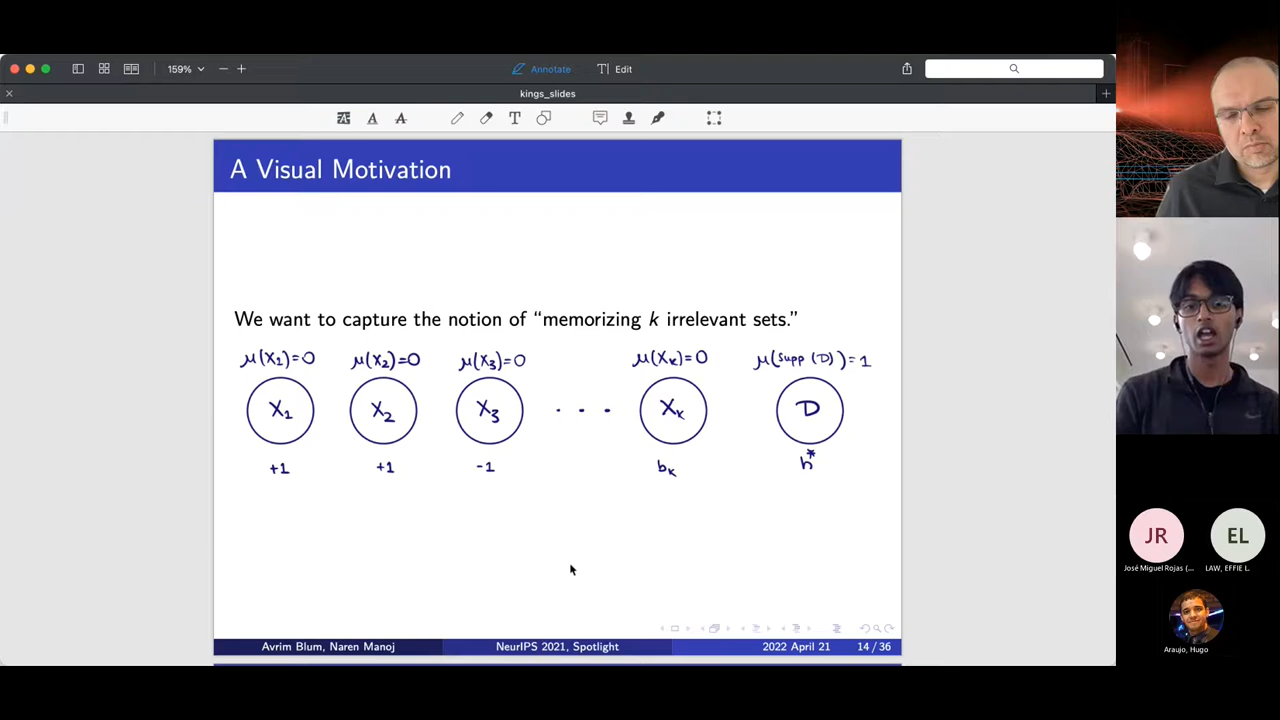 159%
Annotate
Edit
kings_slides
A Visual Motivation
We want to capture the notion of “memorizing k irrelevant sets.”
μ(X₁)=0 μ(X₂)=0 μ(X₃)=0 μ(Xₖ)=0 μ(Supp(D))=1
X₁ X₂ X₃ . . . Xₖ D
+1 +1 -1 bₖ h*
Avrim Blum, Naren Manoj NeurIPS 2021, Spotlight 2022 April 21 14 / 36
JR EL
José Miguel Rojas (... LAW, EFFIE L.
Araujo, Hugo